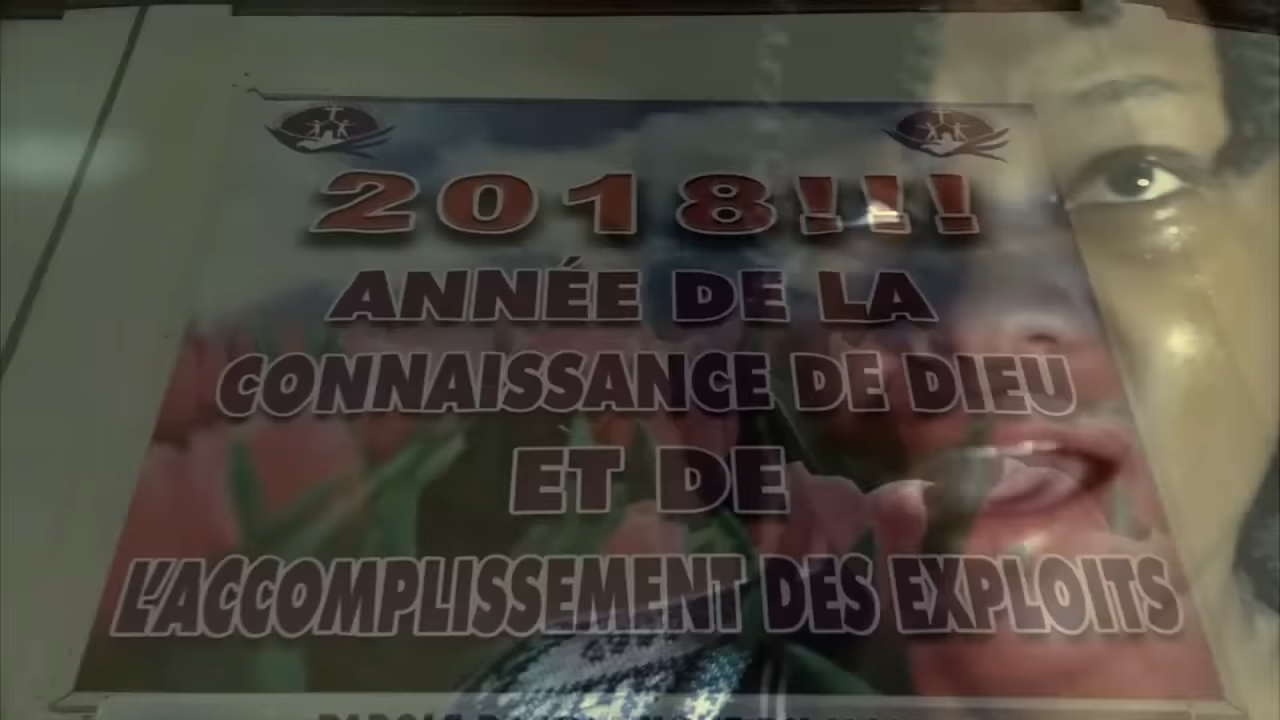 2018!!!
ANNÉE DE LA
CONNAISSANCE DE DIEU
ET DE
L'ACCOMPLISSEMENT DES EXPLOITS